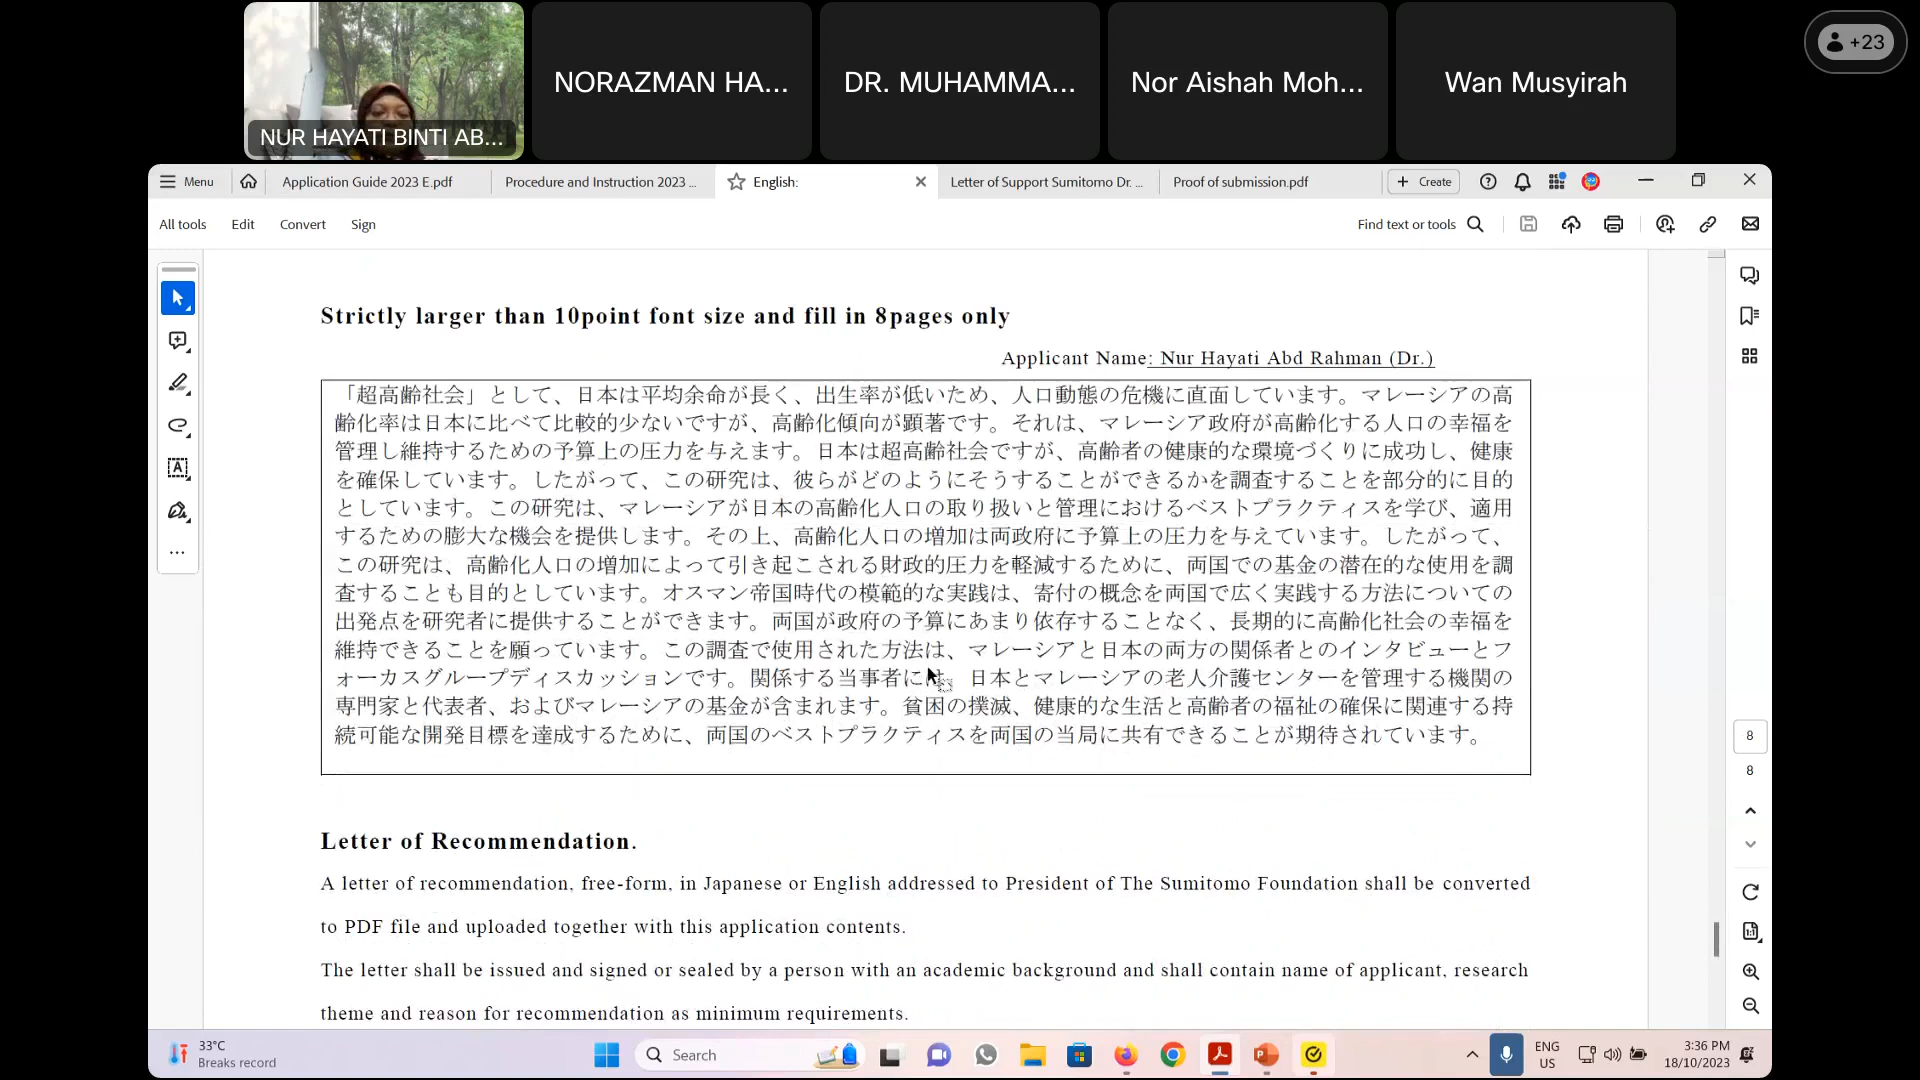 +23
NORAZMAN HA...
DR. MUHAMMA...
Nor Aishah Moh...
Wan Musyirah
NUR HAYATI BINTI AB...
Menu
Application Guide 2023 E.pdf
Procedure and Instruction 2023 ...
English:
Letter of Support Sumitomo Dr. ...
Proof of submission.pdf
Create
All tools
Edit
Convert
Sign
Find text or tools
Strictly larger than 10point font size and fill in 8pages only
Applicant Name: Nur Hayati Abd Rahman (Dr.)
「超高齢社会」として、日本は平均余命が長く、出生率が低いため、人口動態の危機に直面しています。マレーシアの高
齢化率は日本に比べて比較的少ないですが、高齢化傾向が顕著です。それは、マレーシア政府が高齢化する人口の幸福を
管理し維持するための予算上の圧力を与えます。日本は超高齢社会ですが、高齢者の健康的な環境づくりに成功し、健康
を確保しています。したがって、この研究は、彼らがどのようにそうすることができるかを調査することを部分的に目的
としています。この研究は、マレーシアが日本の高齢化人口の取り扱いと管理におけるベストプラクティスを学び、適用
するための膨大な機会を提供します。その上、高齢化人口の増加は両政府に予算上の圧力を与えています。したがって、
この研究は、高齢化人口の増加によって引き起こされる財政的圧力を軽減するために、両国での基金の潜在的な使用を調
査することも目的としています。オスマン帝国時代の模範的な実践は、寄付の概念を両国で広く実践する方法についての
出発点を研究者に提供することができます。両国が政府の予算にあまり依存することなく、長期的に高齢化社会の幸福を
維持できることを願っています。この調査で使用された方法は、マレーシアと日本の両方の関係者とのインタビューとフ
ォーカスグループディスカッションです。関係する当事者には、日本とマレーシアの老人介護センターを管理する機関の
専門家と代表者、およびマレーシアの基金が含まれます。貧困の撲滅、健康的な生活と高齢者の福祉の確保に関連する持
続可能な開発目標を達成するために、両国のベストプラクティスを両国の当局に共有できることが期待されています。
Letter of Recommendation.
A letter of recommendation, free-form, in Japanese or English addressed to President of The Sumitomo Foundation shall be converted
to PDF file and uploaded together with this application contents.
The letter shall be issued and signed or sealed by a person with an academic background and shall contain name of applicant, research
theme and reason for recommendation as minimum requirements.
8
8
33°C
Breaks record
Search
ENG
US
3:36 PM
18/10/2023